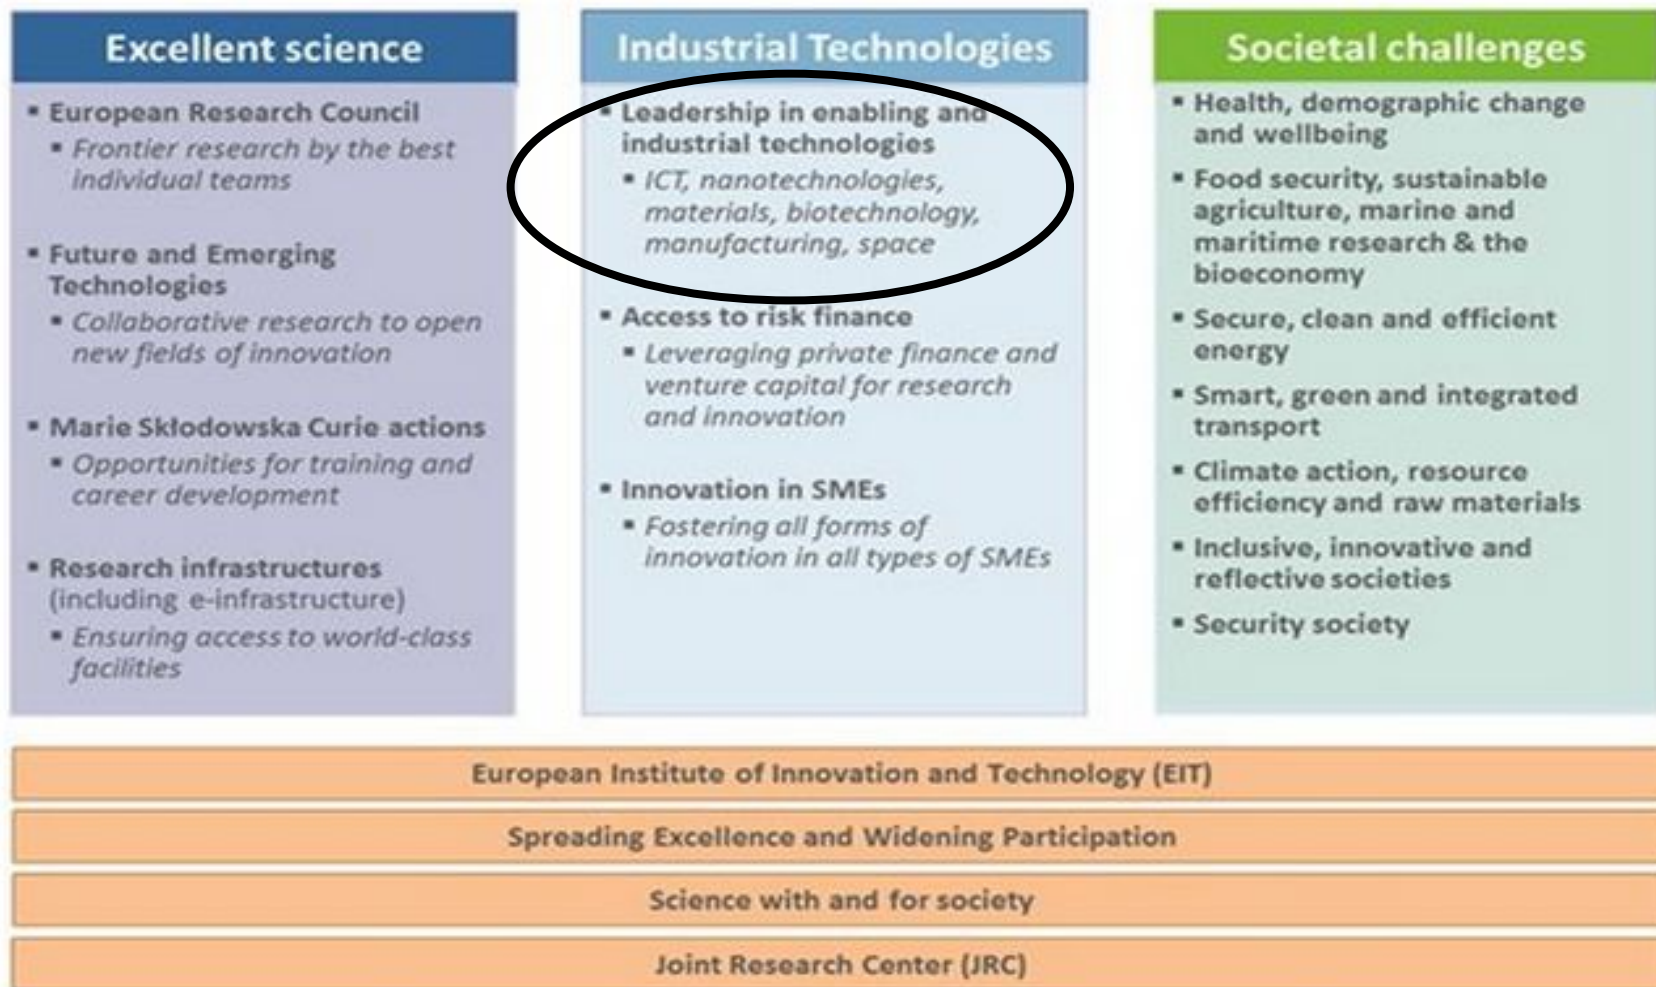 Excellent science
▪ European Research Council
▪ Frontier research by the best
individual teams
▪ Future and Emerging
Technologies
▪ Collaborative research to open
new fields of innovation
▪ Marie Skłodowska Curie actions
▪ Opportunities for training and
career development
▪ Research infrastructures
(including e-infrastructure)
▪ Ensuring access to world-class
facilities
Industrial Technologies
▪ Leadership in enabling and
industrial technologies
▪ ICT, nanotechnologies,
materials, biotechnology,
manufacturing, space
▪ Access to risk finance
▪ Leveraging private finance and
venture capital for research
and innovation
▪ Innovation in SMEs
▪ Fostering all forms of
innovation in all types of SMEs
Societal challenges
▪ Health, demographic change
and wellbeing
▪ Food security, sustainable
agriculture, marine and
maritime research & the
bioeconomy
▪ Secure, clean and efficient
energy
▪ Smart, green and integrated
transport
▪ Climate action, resource
efficiency and raw materials
▪ Inclusive, innovative and
reflective societies
▪ Security society
European Institute of Innovation and Technology (EIT)
Spreading Excellence and Widening Participation
Science with and for society
Joint Research Center (JRC)